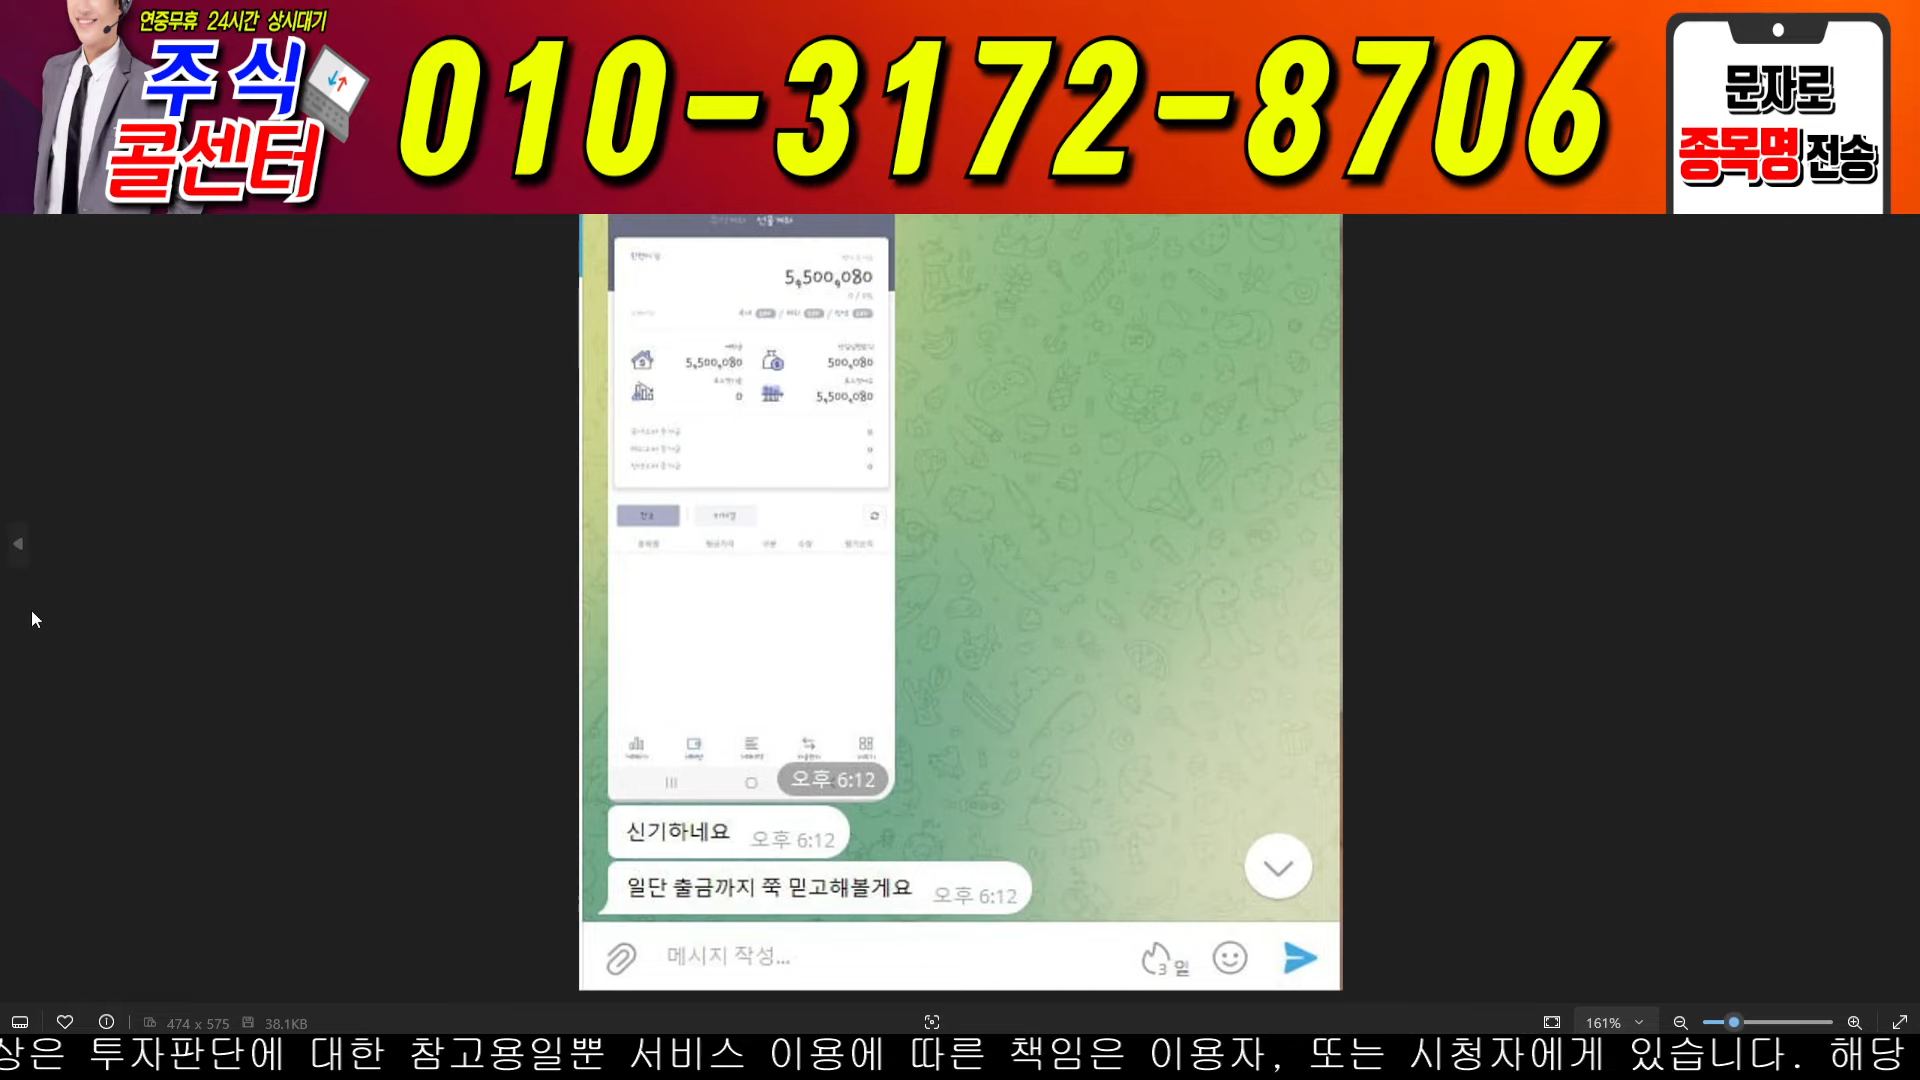 연중무휴 24시간 상시대기
주식
콜센터
010-3172-8706
문자로
종목명 전송
선물계좌
5,500,080
5,500,080
500,080
0
5,500,080
오후 6:12
신기하네요 오후 6:12
일단 출금까지 쭉 믿고해볼게요 오후 6:12
메시지 작성...
3 일
474 x 575
38.1KB
161%
상은 투자판단에 대한 참고용일뿐 서비스 이용에 따른 책임은 이용자, 또는 시청자에게 있습니다. 해당